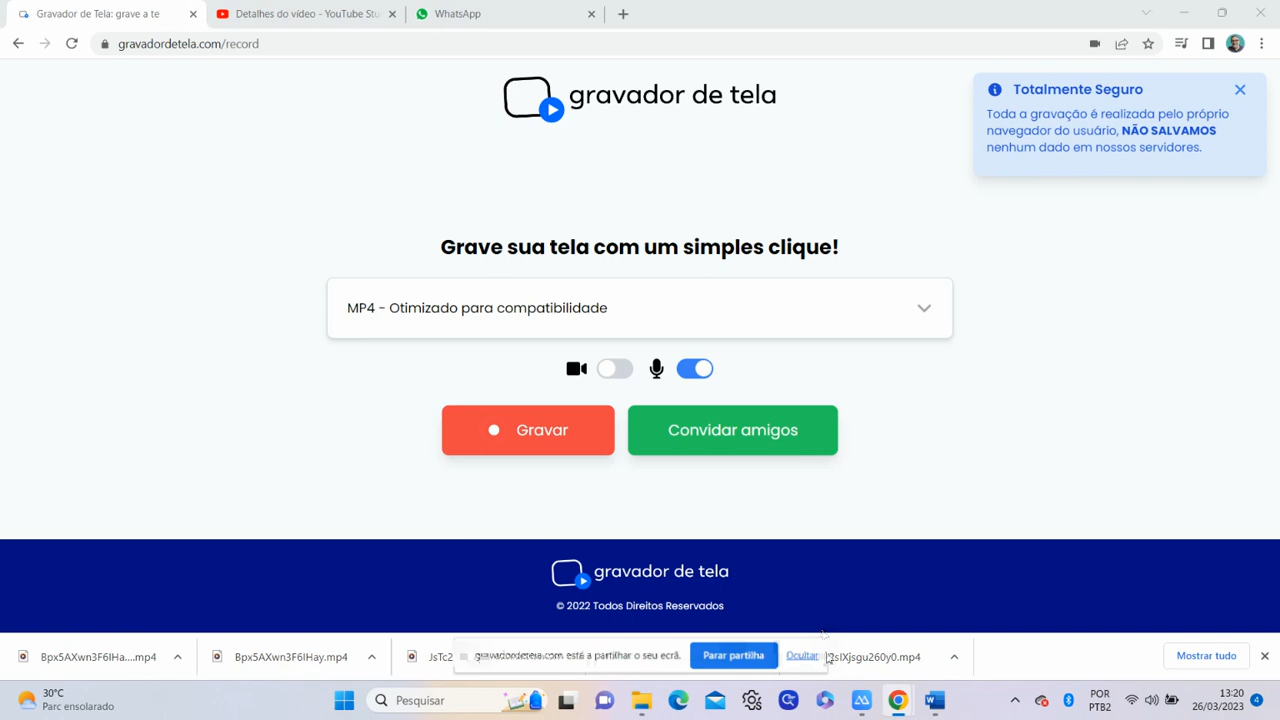 Gravador de Tela: grave a te
Detalhes do vídeo - YouTube Stu
WhatsApp
gravadordetela.com/record
gravador de tela
Totalmente Seguro
Toda a gravação é realizada pelo próprio
navegador do usuário, NÃO SALVAMOS
nenhum dado em nossos servidores.
Grave sua tela com um simples clique!
MP4 - Otimizado para compatibilidade
Gravar
Convidar amigos
gravador de tela
© 2022 Todos Direitos Reservados
Bpx5AXwn3F6IHa....mp4
Bpx5AXwn3F6IHay.mp4
JsTc2
gravadordetela.com está a partilhar o seu ecrã.
Parar partilha
Ocultar
Mostrar tudo
30°C
Parc ensolarado
Pesquisar
POR
PTB2
13:20
26/03/2023
4